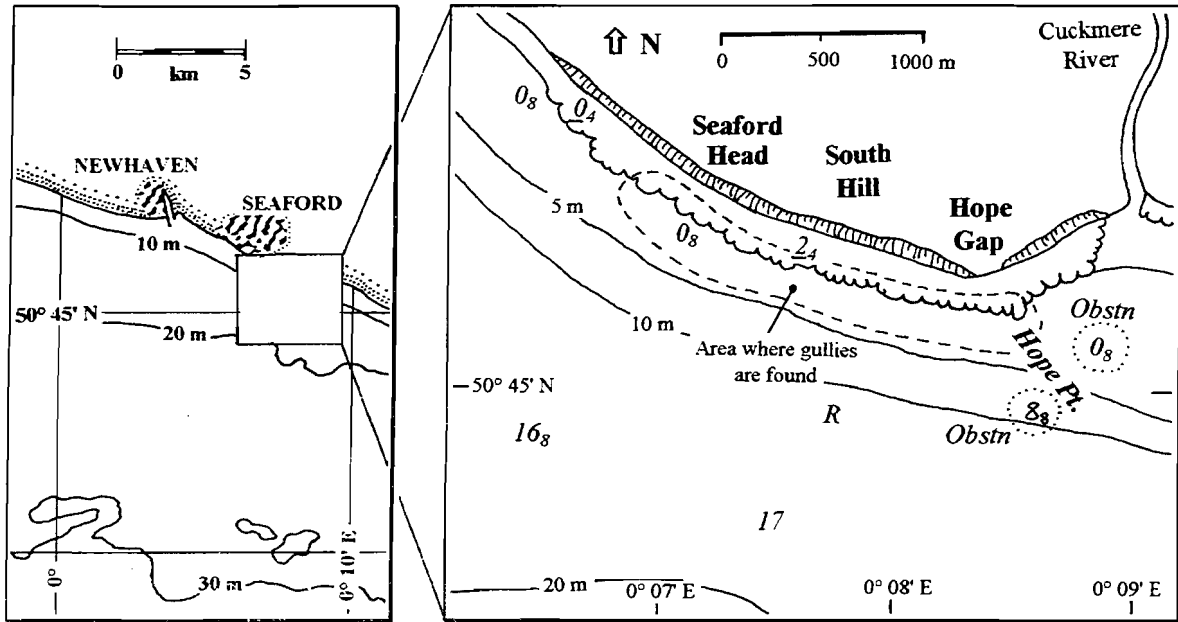 0 5
km
NEWHAVEN
SEAFORD
10 m
50° 45' N
20 m
0°
0° 10' E
30 m
N
0 500 1000 m
Cuckmere
River
0₈
0₄
Seaford
Head
South
Hill
Hope
Gap
5 m
0₈
2₄
10 m
Area where gullies
are found
Obstn
0₈
Hope Pt.
50° 45' N
R
Obstn
8₈
16₈
17
20 m
0° 07' E
0° 08' E
0° 09' E